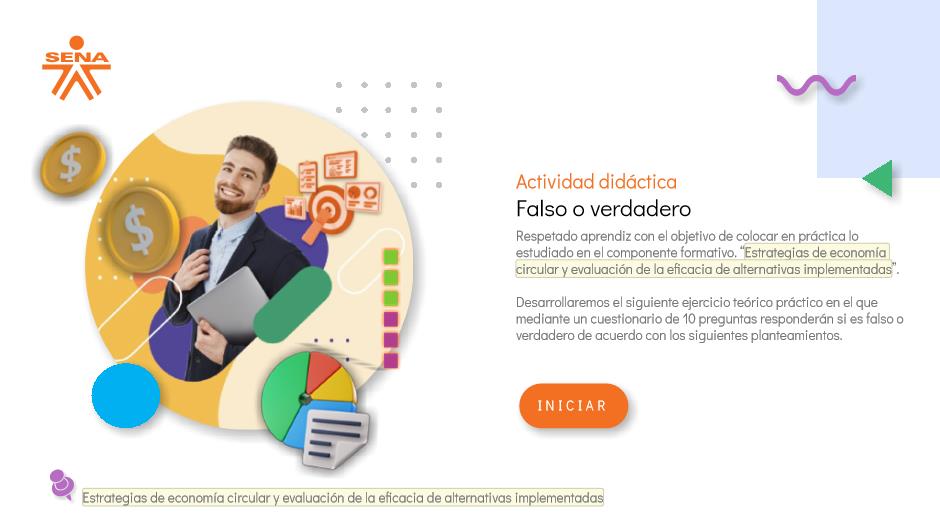 SENA
Actividad didáctica
Falso o verdadero
Respetado aprendiz con el objetivo de colocar en práctica lo
estudiado en el componente formativo. “Estrategias de economía
circular y evaluación de la eficacia de alternativas implementadas”.
Desarrollaremos el siguiente ejercicio teórico práctico en el que
mediante un cuestionario de 10 preguntas responderán si es falso o
verdadero de acuerdo con los siguientes planteamientos.
INICIAR
Estrategias de economía circular y evaluación de la eficacia de alternativas implementadas